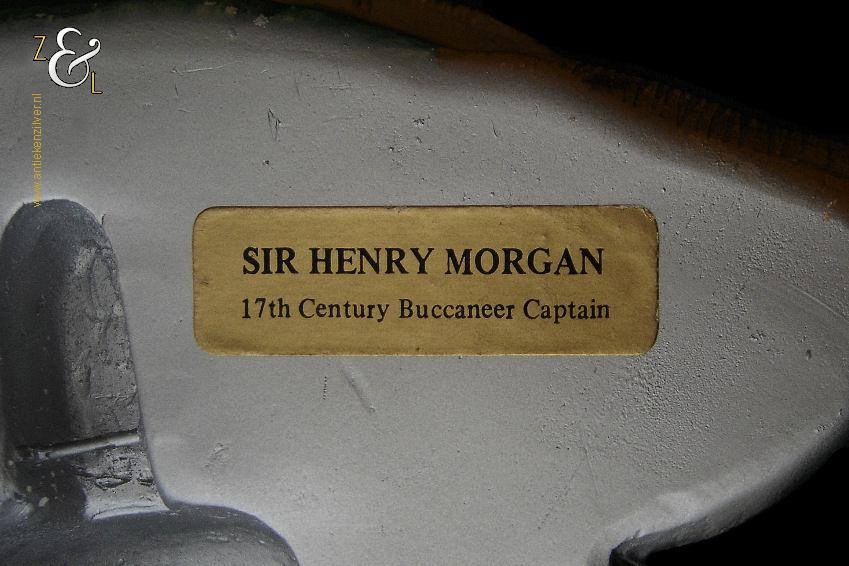 Z & L
www.antiekenzilver.nl
SIR HENRY MORGAN
17th Century Buccaneer Captain